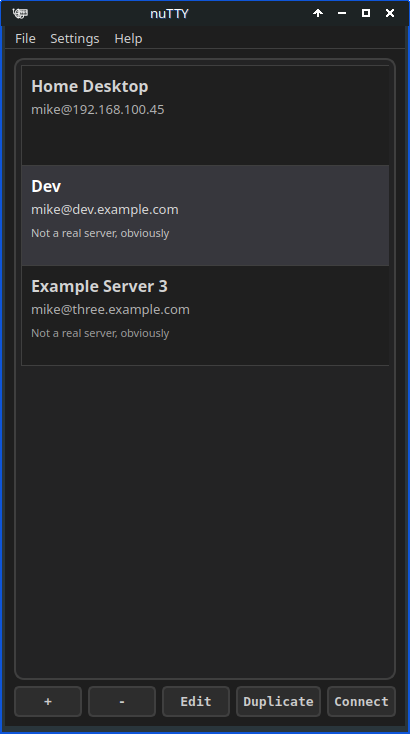 nuTTY
File Settings Help
Home Desktop
mike@192.168.100.45
Dev
mike@dev.example.com
Not a real server, obviously
Example Server 3
mike@three.example.com
Not a real server, obviously
+ - Edit Duplicate Connect